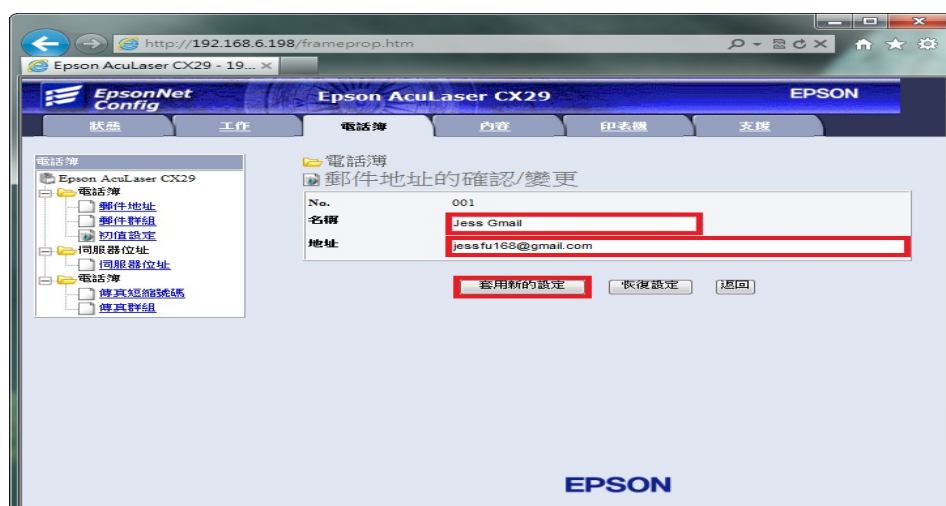 http://192.168.6.198/frameprop.htm
Epson AcuLaser CX29 - 19...
EpsonNet
Config
Epson AcuLaser CX29
EPSON
狀態
工作
電話簿
內容
印表機
支援
電話簿
Epson AcuLaser CX29
電話簿
郵件地址
郵件群組
初值設定
伺服器位址
伺服器位址
電話簿
傳真短縮號碼
傳真群組
電話簿
郵件地址的確認/變更
No. 001
名稱 Jess Gmail
地址 jessfu168@gmail.com
套用新的設定
恢復設定
返回
EPSON